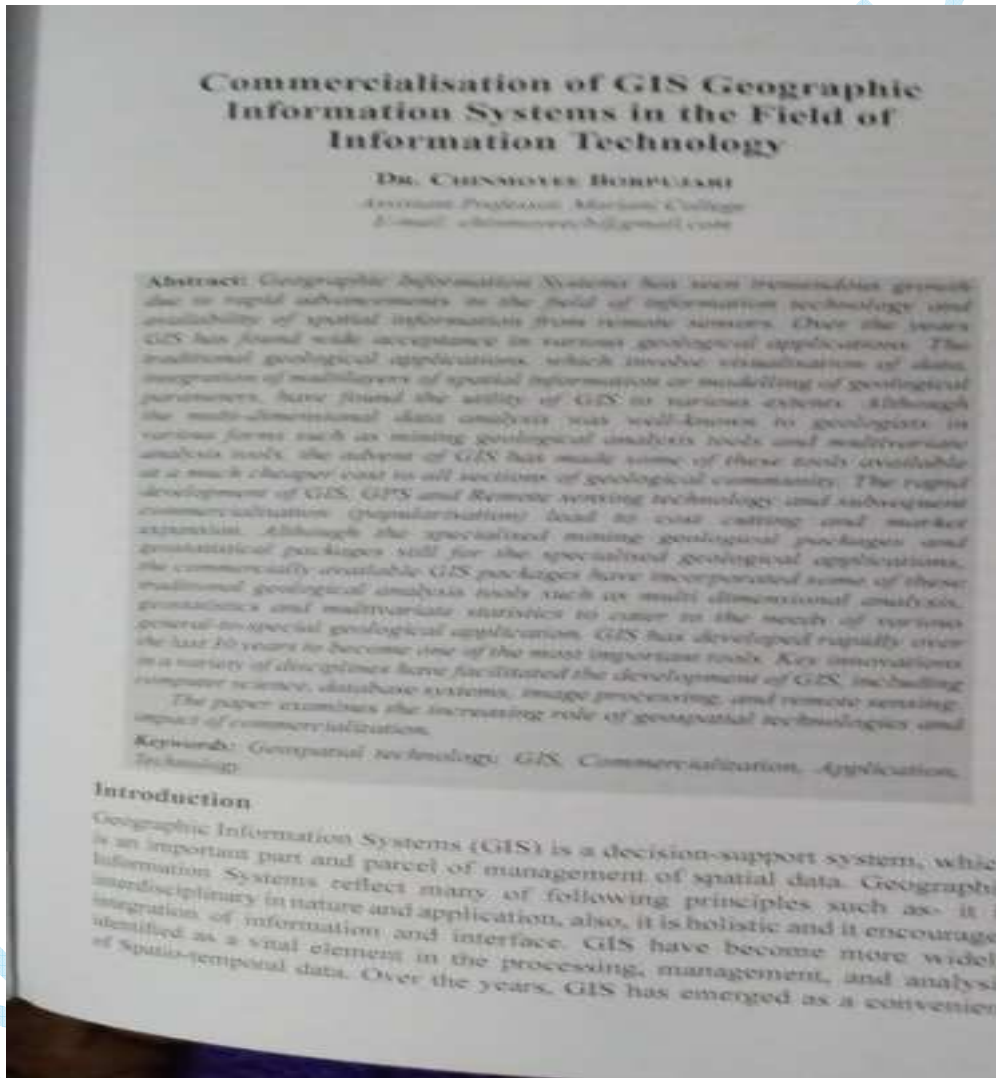 Commercialisation of GIS Geographic
Information Systems in the Field of
Information Technology
DR. CHINMOYEE BORPUJARI
Assistant Professor, Mariani College
E-mail:
Abstract: Geographic Information Systems has seen tremendous growth
due to rapid advancements in the field of information technology and
availability of spatial information from remote sensors. Over the years
GIS has found wide acceptance in various geological applications. The
traditional geological applications, which involve visualisation of data,
integration of multilayers of spatial information or modelling of geological
parameters, have found the utility of GIS to various extents. Although
the multi-dimensional data analysis was well-known to geologists in
various forms such as mining geological analysis tools and multivariate
analysis tools, the advent of GIS has made some of these tools available
at a much cheaper cost to all sections of geological community. The rapid
development of GIS, GPS and Remote sensing technology and subsequent
commercialisation (popularisation) lead to cost cutting and market
expansion. Although the specialised mining geological packages and
geostatistical packages still for the specialised geological applications,
the commercially available GIS packages have incorporated some of these
traditional geological analysis tools such as multi dimensional analysis,
geostatistics and multivariate statistics to cater to the needs of various
general-to-special geological application. GIS has developed rapidly over
the last 10 years to become one of the most important tools. Key innovations
in a variety of disciplines have facilitated the development of GIS, including
computer science, database systems, image processing, and remote sensing.
The paper examines the increasing role of geospatial technologies and
impact of commercialization.
Keywords: Geospatial technology, GIS, Commercialization, Application,
Technology
Introduction
Geographic Information Systems (GIS) is a decision-support system, which
is an important part and parcel of management of spatial data. Geographi
Information Systems reflect many of following principles such as- it i
interdisciplinary in nature and application, also, it is holistic and it encourage
integration of information and interface. GIS have become more widel
identified as a vital element in the processing, management, and analysi
of Spatio-temporal data. Over the years, GIS has emerged as a convenien